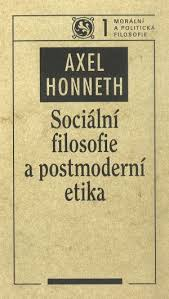 1
MORÁLNÍ
A POLITICKÁ
FILOSOFIE
AXEL
HONNETH
Sociální
filosofie
a postmoderní
etika